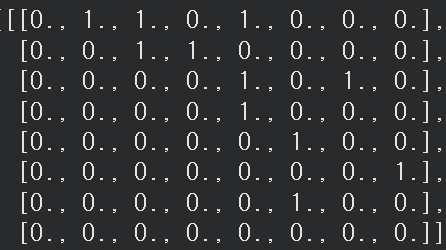 [[[0., 1., 1., 0., 1., 0., 0., 0.],
[0., 0., 1., 1., 0., 0., 0., 0.],
[0., 0., 0., 0., 1., 0., 1., 0.],
[0., 0., 0., 0., 1., 0., 0., 0.],
[0., 0., 0., 0., 0., 1., 0., 0.],
[0., 0., 0., 0., 0., 0., 0., 1.],
[0., 0., 0., 0., 0., 1., 0., 0.],
[0., 0., 0., 0., 0., 0., 0., 0.]]